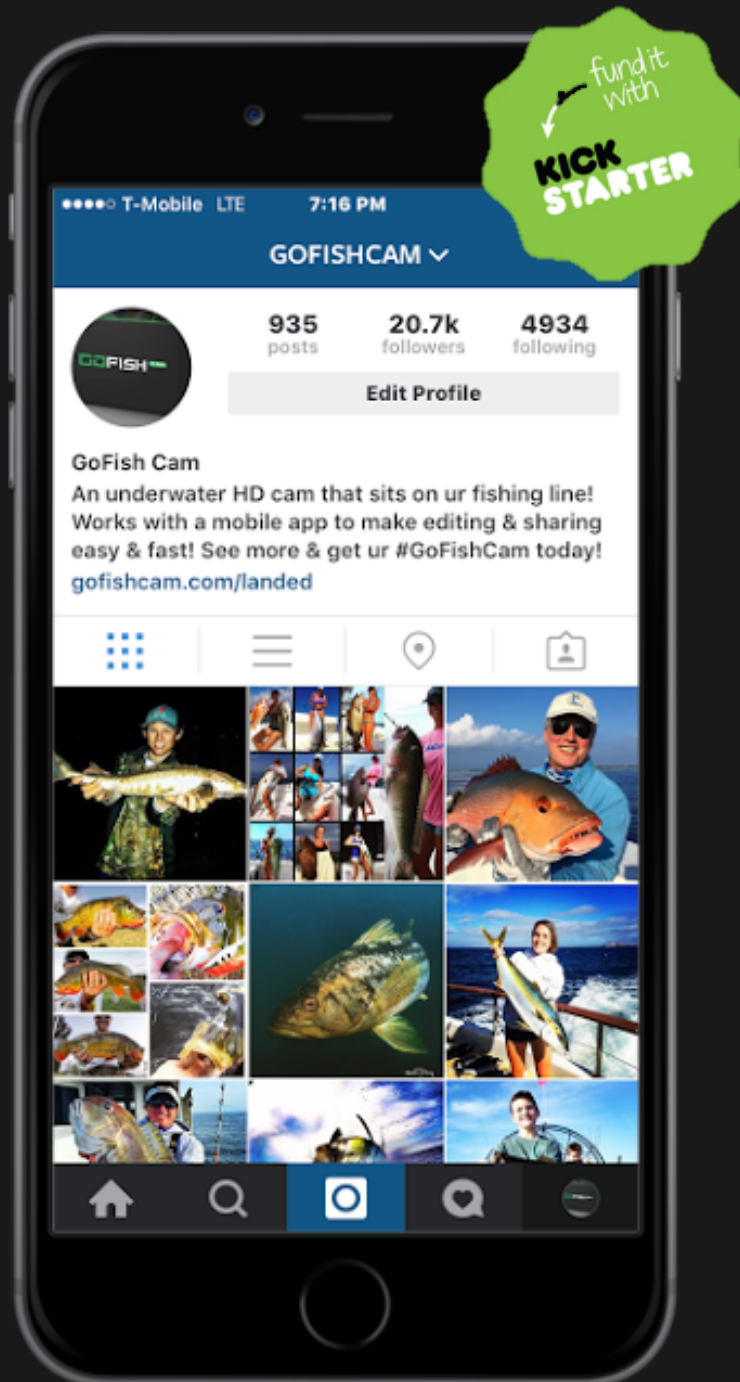 fund it
with
KICK
STARTER
T-Mobile LTE 7:16 PM
GOFISHCAM
935 20.7k 4934
posts followers following
Edit Profile
GOFISH
GoFish Cam
An underwater HD cam that sits on ur fishing line!
Works with a mobile app to make editing & sharing
easy & fast! See more & get ur #GoFishCam today!
gofishcam.com/landed